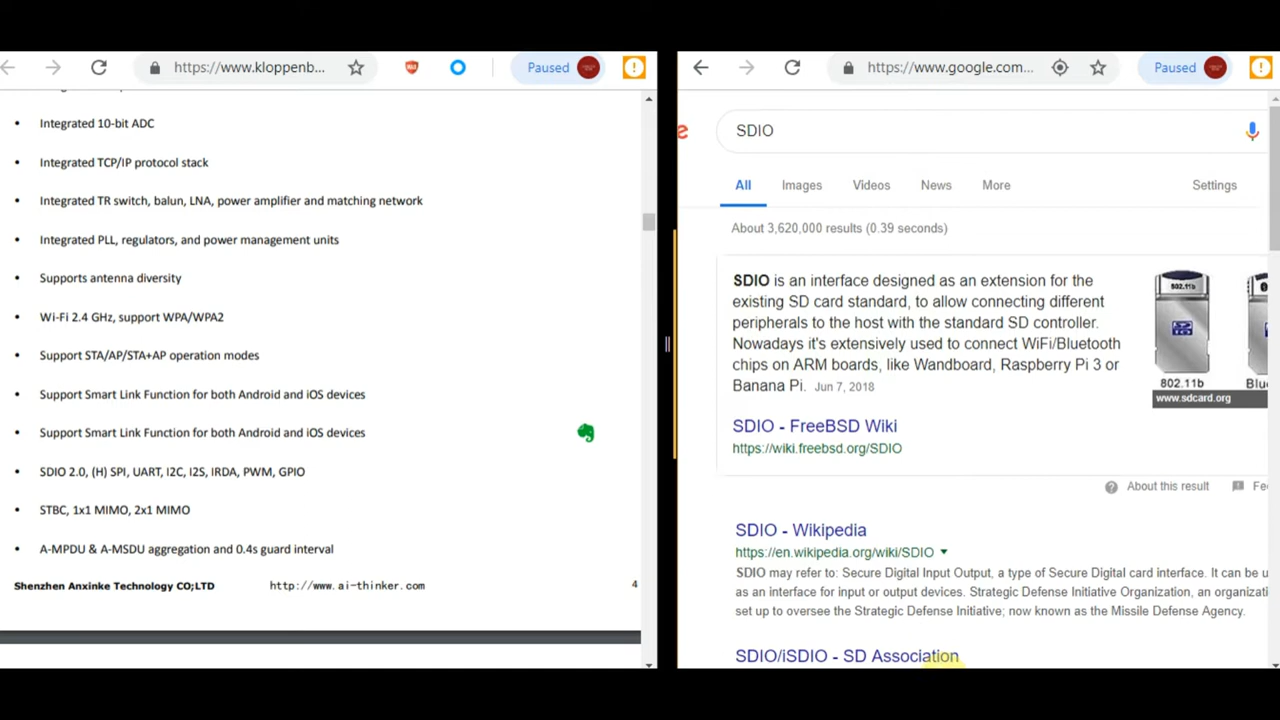 https://www.kloppenb...
Paused
Integrated 10-bit ADC
Integrated TCP/IP protocol stack
Integrated TR switch, balun, LNA, power amplifier and matching network
Integrated PLL, regulators, and power management units
Supports antenna diversity
Wi-Fi 2.4 GHz, support WPA/WPA2
Support STA/AP/STA+AP operation modes
Support Smart Link Function for both Android and iOS devices
Support Smart Link Function for both Android and iOS devices
SDIO 2.0, (H) SPI, UART, I2C, I2S, IRDA, PWM, GPIO
STBC, 1x1 MIMO, 2x1 MIMO
A-MPDU & A-MSDU aggregation and 0.4s guard interval
Shenzhen Anxinke Technology CO;LTD http://www.ai-thinker.com 4
https://www.google.com...
Paused
e
SDIO
All Images Videos News More Settings
About 3,620,000 results (0.39 seconds)
SDIO is an interface designed as an extension for the
existing SD card standard, to allow connecting different
peripherals to the host with the standard SD controller.
Nowadays it's extensively used to connect WiFi/Bluetooth
chips on ARM boards, like Wandboard, Raspberry Pi 3 or
Banana Pi. Jun 7, 2018
802.11b
802.11b Blu
www.sdcard.org
SDIO - FreeBSD Wiki
https://wiki.freebsd.org/SDIO
About this result Fee
SDIO - Wikipedia
https://en.wikipedia.org/wiki/SDIO
SDIO may refer to: Secure Digital Input Output, a type of Secure Digital card interface. It can be u
as an interface for input or output devices. Strategic Defense Initiative Organization, an organizati
set up to oversee the Strategic Defense Initiative; now known as the Missile Defense Agency.
SDIO/iSDIO - SD Association